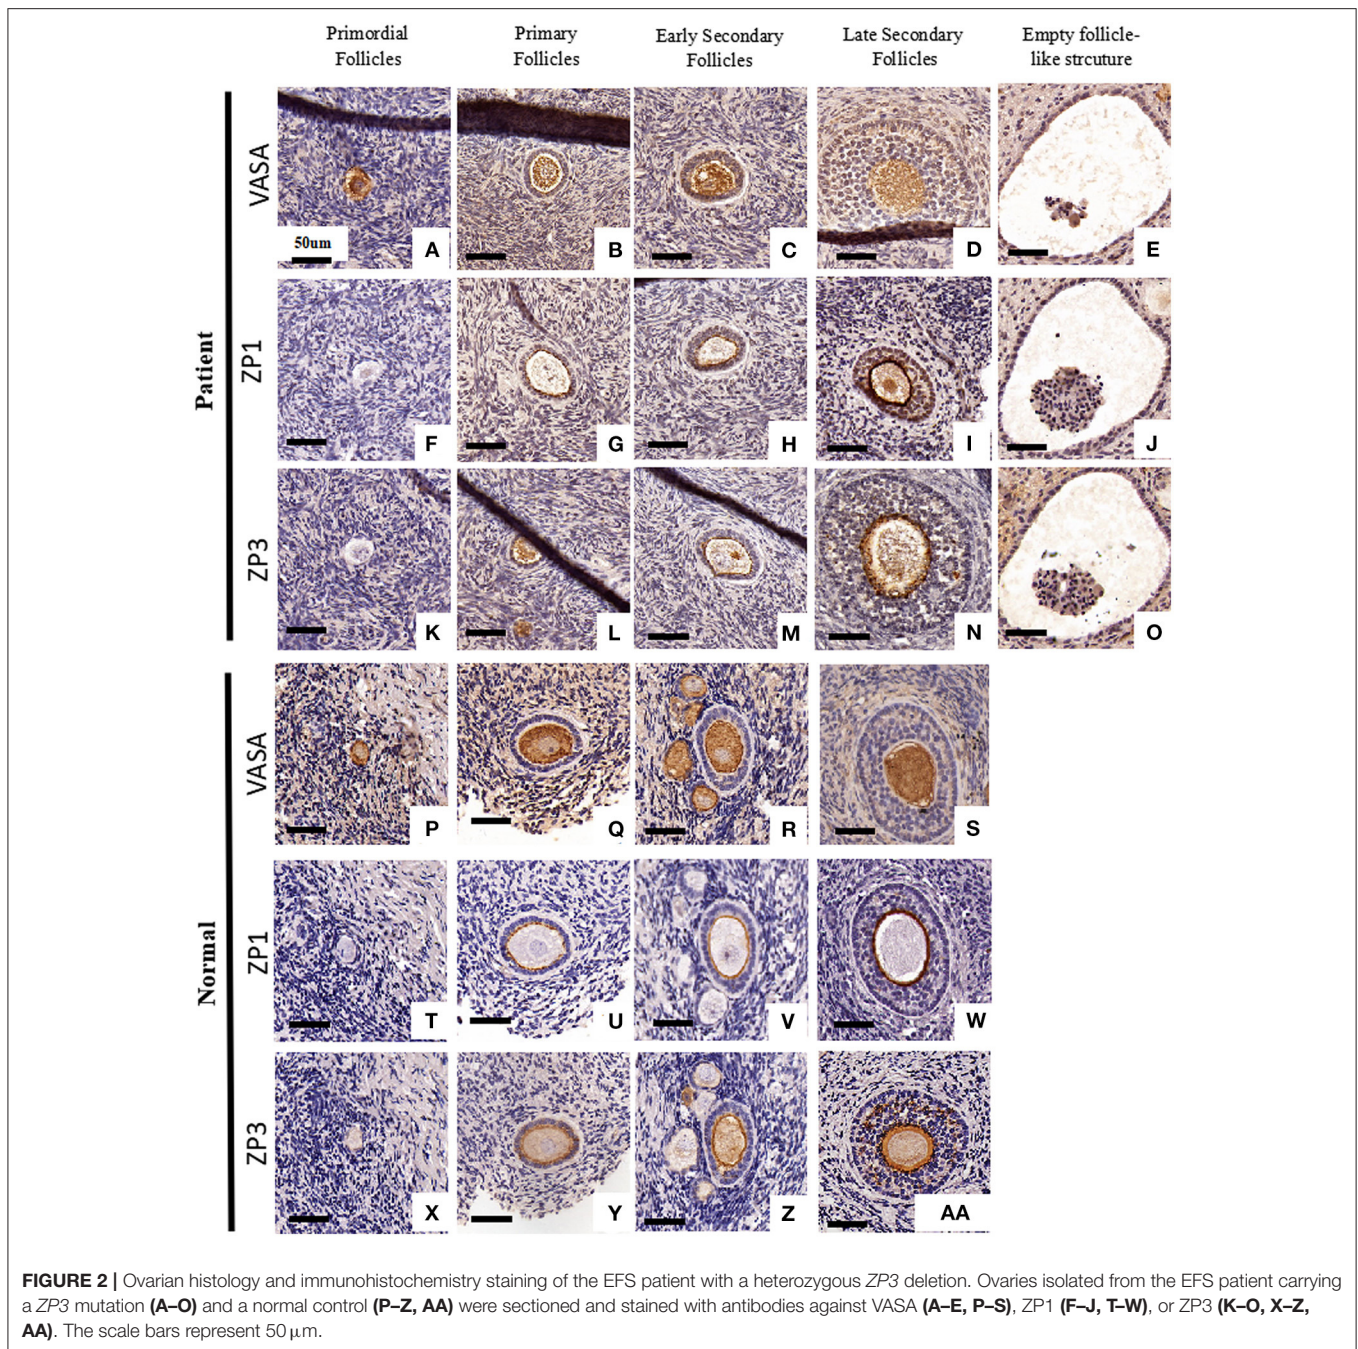 Primordial Follicles
Primary Follicles
Early Secondary Follicles
Late Secondary Follicles
Empty follicle-like strcuture
Patient
VASA
50um
A
B
C
D
E
ZP1
F
G
H
I
J
ZP3
K
L
M
N
O
Normal
VASA
P
Q
R
S
ZP1
T
U
V
W
ZP3
X
Y
Z
AA
FIGURE 2 | Ovarian histology and immunohistochemistry staining of the EFS patient with a heterozygous ZP3 deletion. Ovaries isolated from the EFS patient carrying
a ZP3 mutation (A–O) and a normal control (P–Z, AA) were sectioned and stained with antibodies against VASA (A–E, P–S), ZP1 (F–J, T–W), or ZP3 (K–O, X–Z,
AA). The scale bars represent 50 μm.